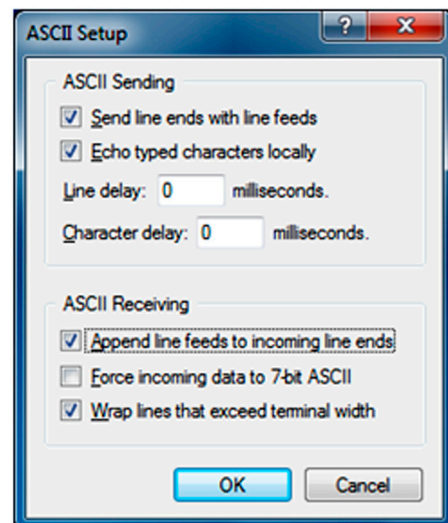 ASCII Setup
?
ASCII Sending
Send line ends with line feeds
Echo typed characters locally
Line delay: 0 milliseconds.
Character delay: 0 milliseconds.
ASCII Receiving
Append line feeds to incoming line ends
Force incoming data to 7-bit ASCII
Wrap lines that exceed terminal width
OK Cancel